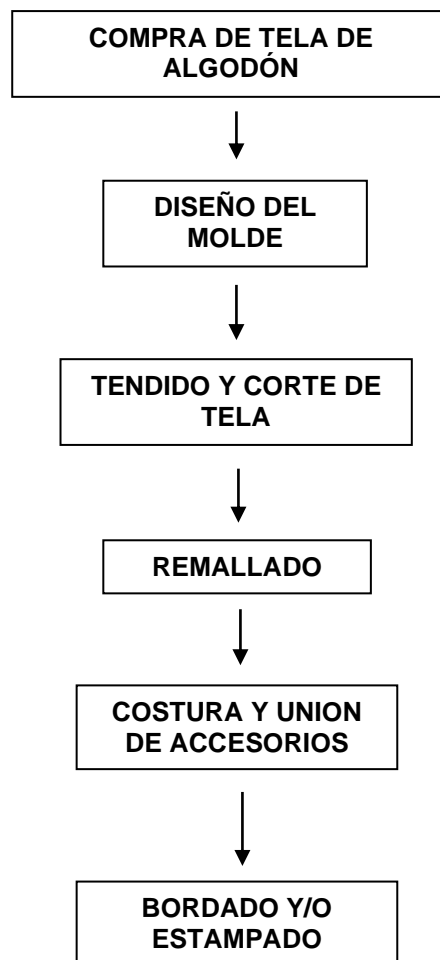 COMPRA DE TELA DE
ALGODÓN
DISEÑO DEL
MOLDE
TENDIDO Y CORTE DE
TELA
REMALLADO
COSTURA Y UNION
DE ACCESORIOS
BORDADO Y/O
ESTAMPADO